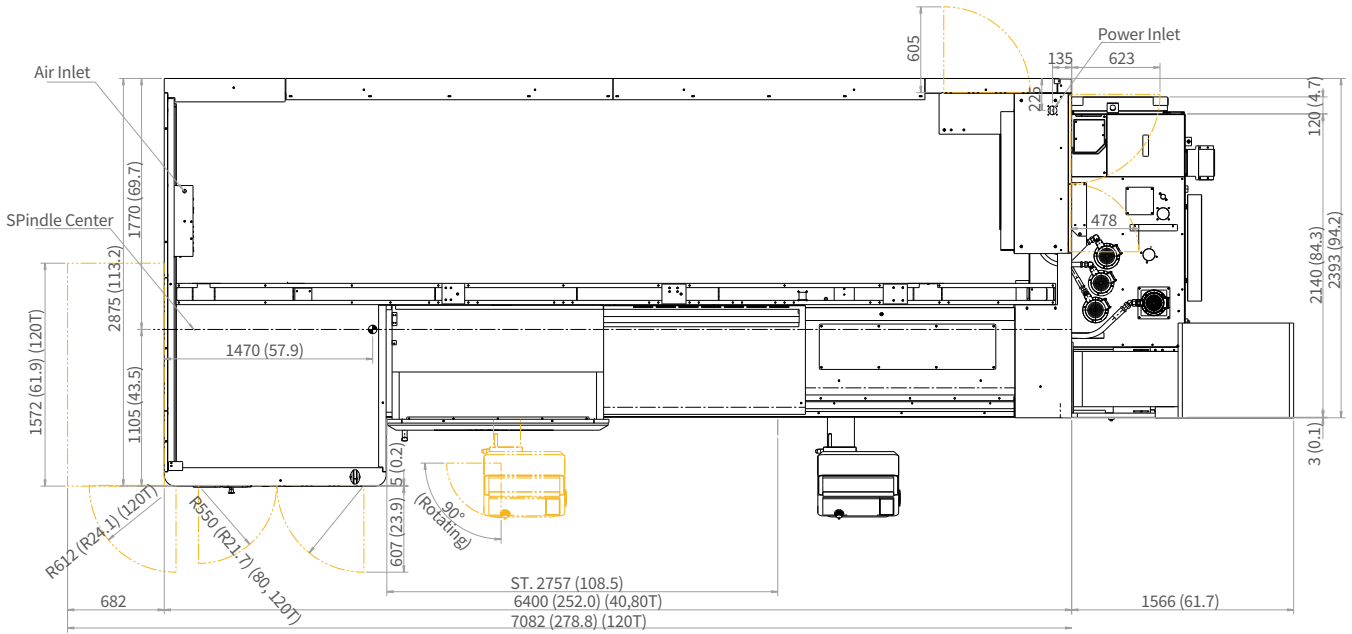 605
Power Inlet
135
623
Air Inlet
225
120 (4.7)
1770 (69.7)
2875 (113.2)
SPindle Center
478
2140 (84.3)
2393 (94.2)
1572 (61.9) (120T)
1470 (57.9)
1105 (43.5)
5 (0.2)
3 (0.1)
R612 (R24.1) (120T)
R550 (R21.7) (80, 120T)
607 (23.9)
90°
(Rotating)
ST. 2757 (108.5)
682
6400 (252.0) (40,80T)
1566 (61.7)
7082 (278.8) (120T)